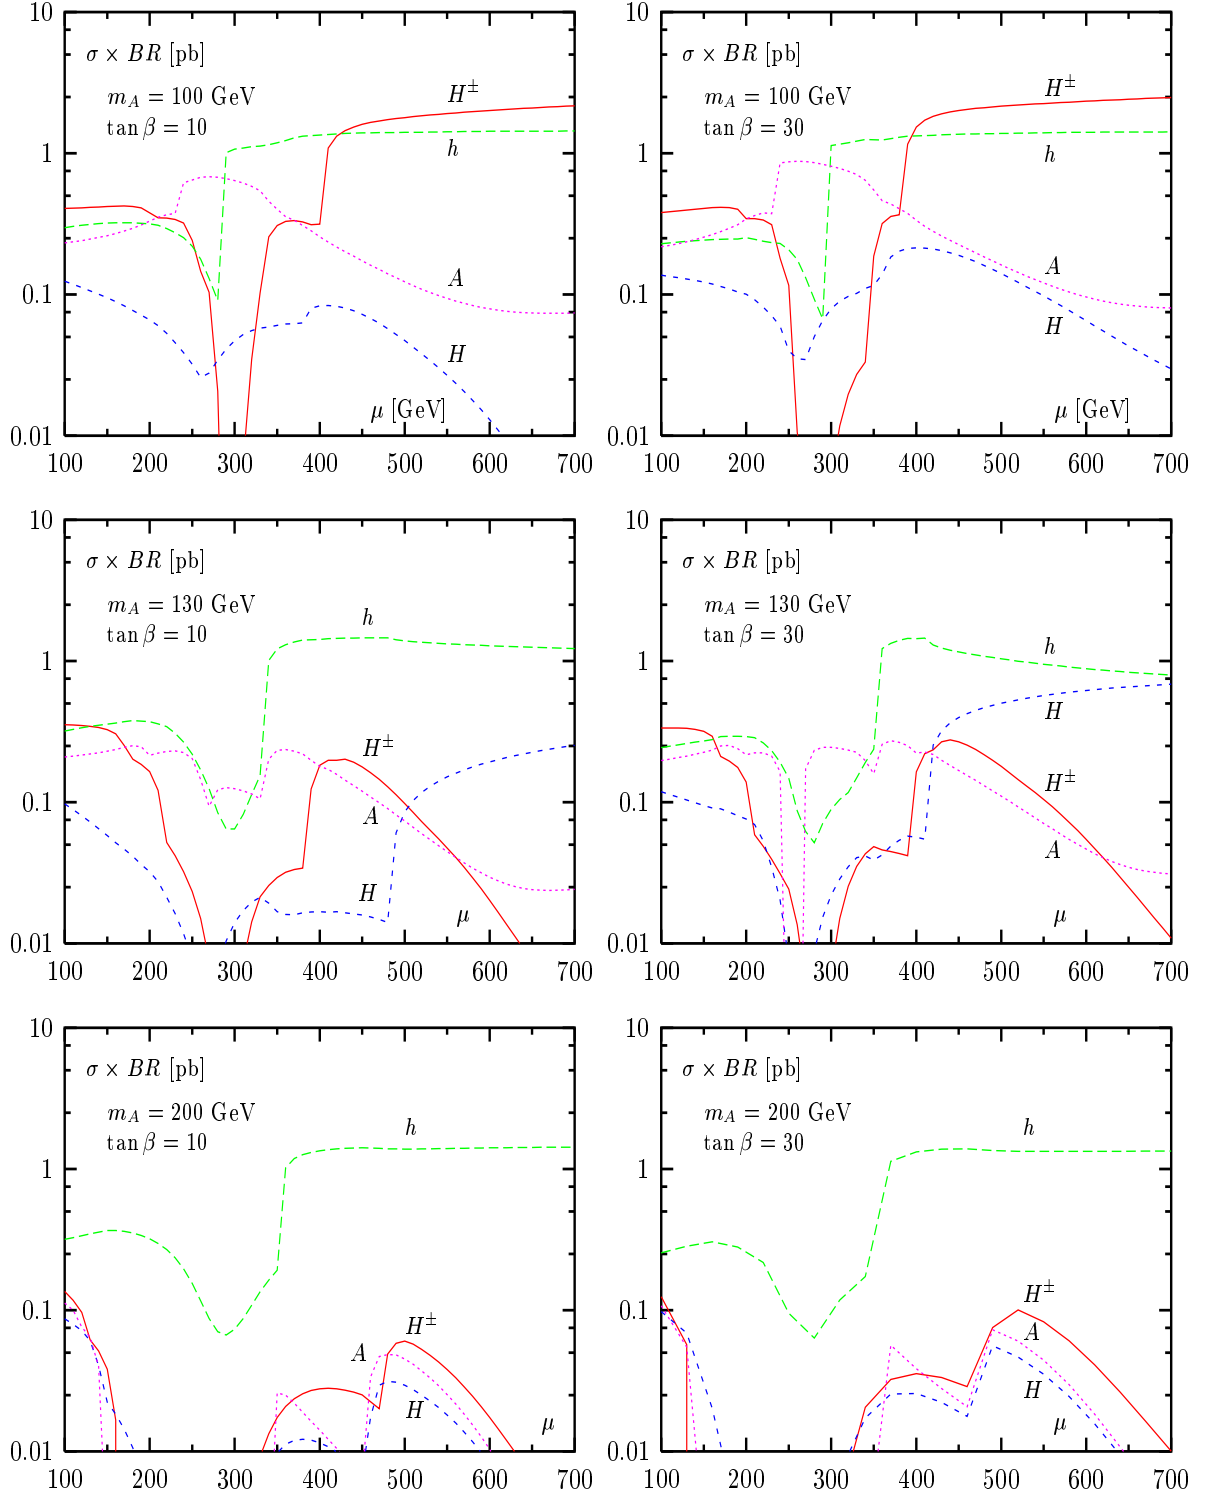 10
σ × BR [pb]
m_A = 100 GeV
tan β = 10
H±
1
h
A
0.1
H
μ [GeV]
0.01
100 200 300 400 500 600 700
10
σ × BR [pb]
m_A = 100 GeV
tan β = 30
H±
1
h
A
0.1
H
μ [GeV]
0.01
100 200 300 400 500 600 700
10
σ × BR [pb]
m_A = 130 GeV
tan β = 10
h
1
H±
0.1
A
H
μ
0.01
100 200 300 400 500 600 700
10
σ × BR [pb]
m_A = 130 GeV
tan β = 30
h
1
H
H±
0.1
A
μ
0.01
100 200 300 400 500 600 700
10
σ × BR [pb]
m_A = 200 GeV
tan β = 10
h
1
0.1
H±
A
H
μ
0.01
100 200 300 400 500 600 700
10
σ × BR [pb]
m_A = 200 GeV
tan β = 30
h
1
H±
0.1
A
H
μ
0.01
100 200 300 400 500 600 700